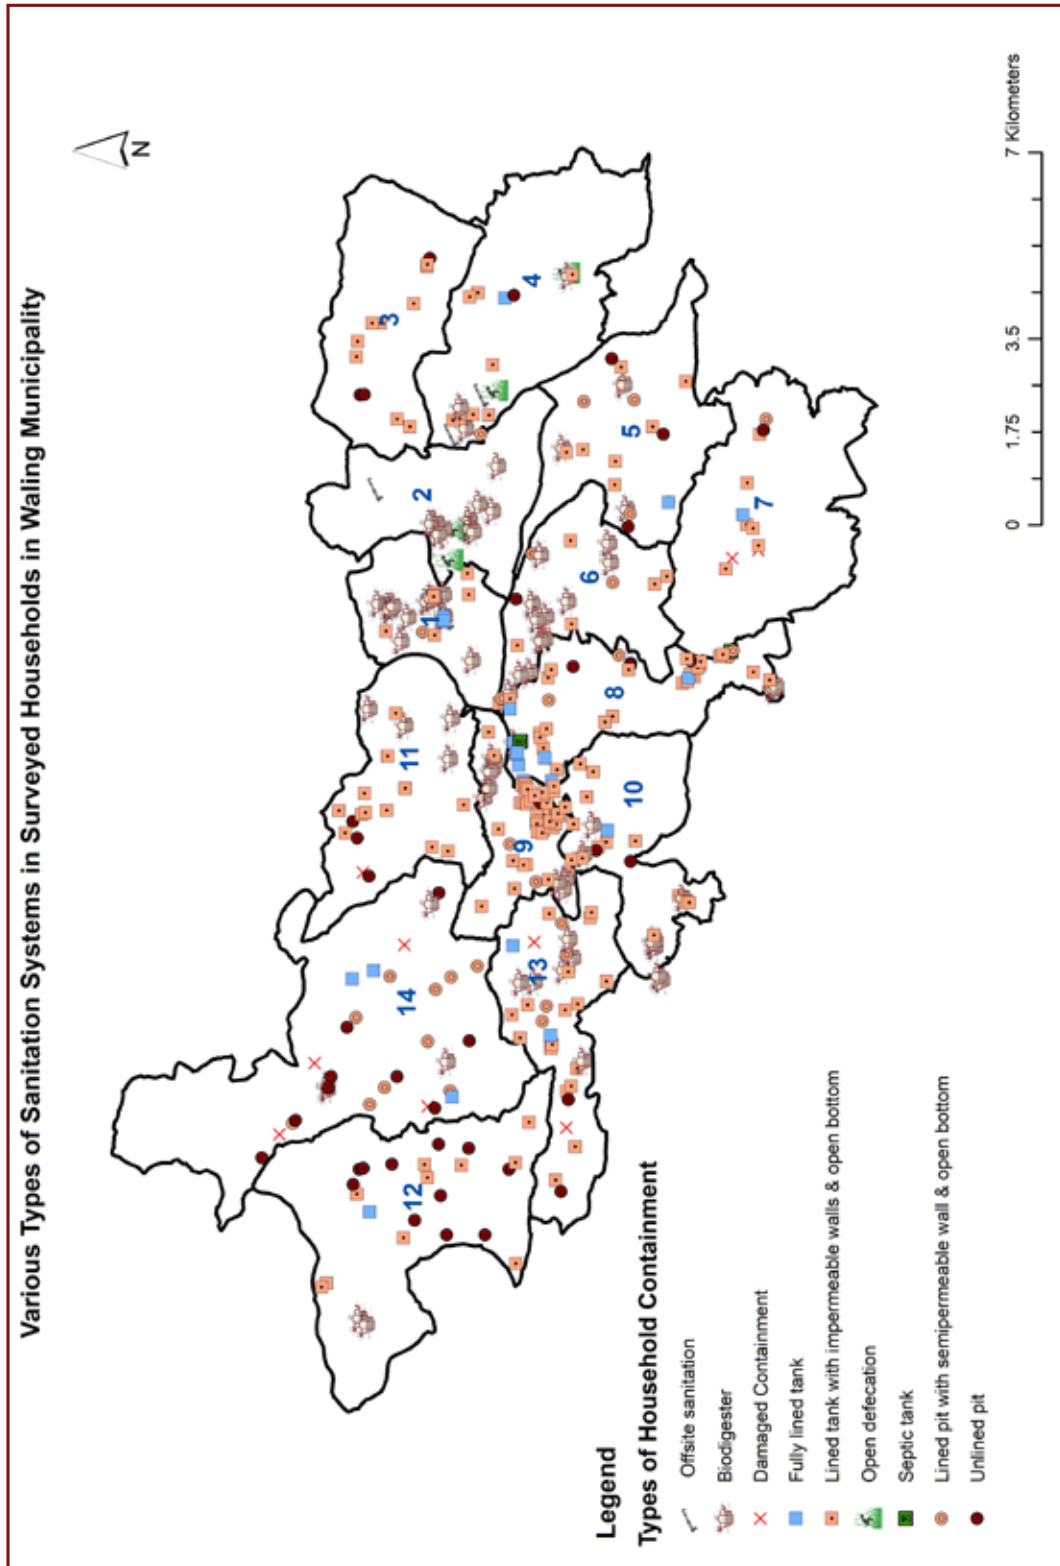 Various Types of Sanitation Systems in Surveyed Households in Waling Municipality
N
3
4
2
1
5
6
7
11
8
9
10
14
13
12
Legend
Types of Household Containment
Offsite sanitation
Biodigester
Damaged Containment
Fully lined tank
Lined tank with impermeable walls & open bottom
Open defecation
Septic tank
Lined pit with semipermeable wall & open bottom
Unlined pit
0 1.75 3.5 7 Kilometers